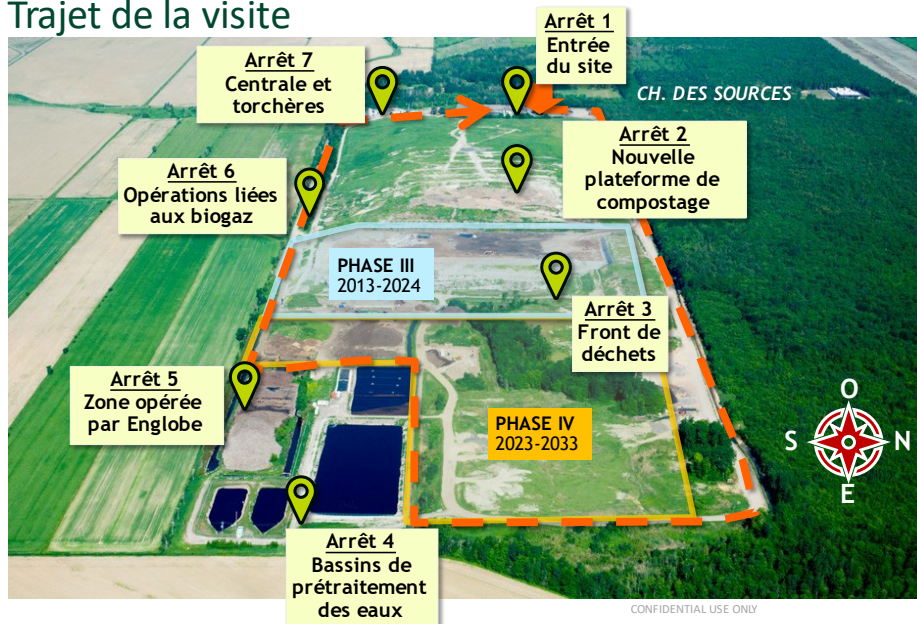 Trajet de la visite
Arrêt 1
Entrée
du site
Arrêt 7
Centrale et
torchères
CH. DES SOURCES
Arrêt 2
Nouvelle
plateforme de
compostage
Arrêt 6
Opérations liées
aux biogaz
PHASE III
2013-2024
Arrêt 3
Front de
déchets
Arrêt 5
Zone opérée
par Englobe
PHASE IV
2023-2033
O
S
N
E
Arrêt 4
Bassins de
prétraitement
des eaux
CONFIDENTIAL USE ONLY